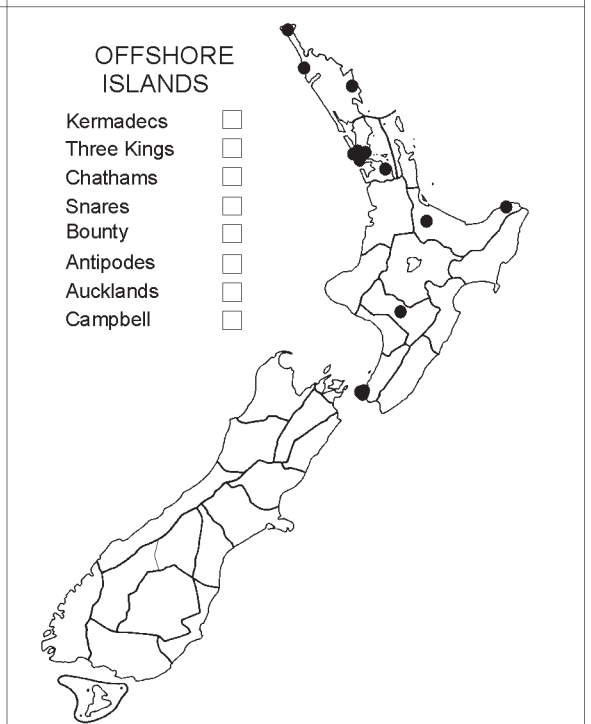 OFFSHORE
ISLANDS
Kermadecs
Three Kings
Chathams
Snares
Bounty
Antipodes
Aucklands
Campbell